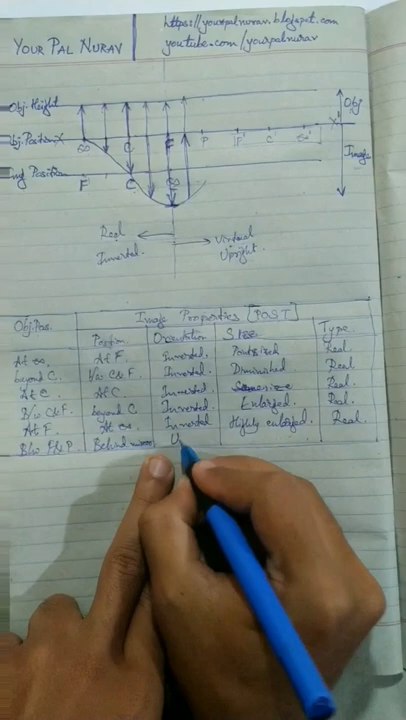 YOUR PAL NURAV
https://yourpalnurav.blogspot.com
youtube.com/yourpalnurav
Obj. Height
Obj
Obj. Position X ∞ C F P F' C ∞' X'
Image
Img Position F C ∞
Real
Inverted.
Virtual
Upright.
Obj. Pos. Image Properties [POST]
Position Orientation Size Type
At ∞. At F. Inverted. Pointsized Real.
beyond C. b/w C & F. Inverted. Diminished Real
At C At C Inverted. Same size Real.
B/w C & F. beyond C. Inverted. Enlarged. Real.
At F. At ∞. Inverted Highly enlarged. Real.
B/w F & P. Behind mirror U